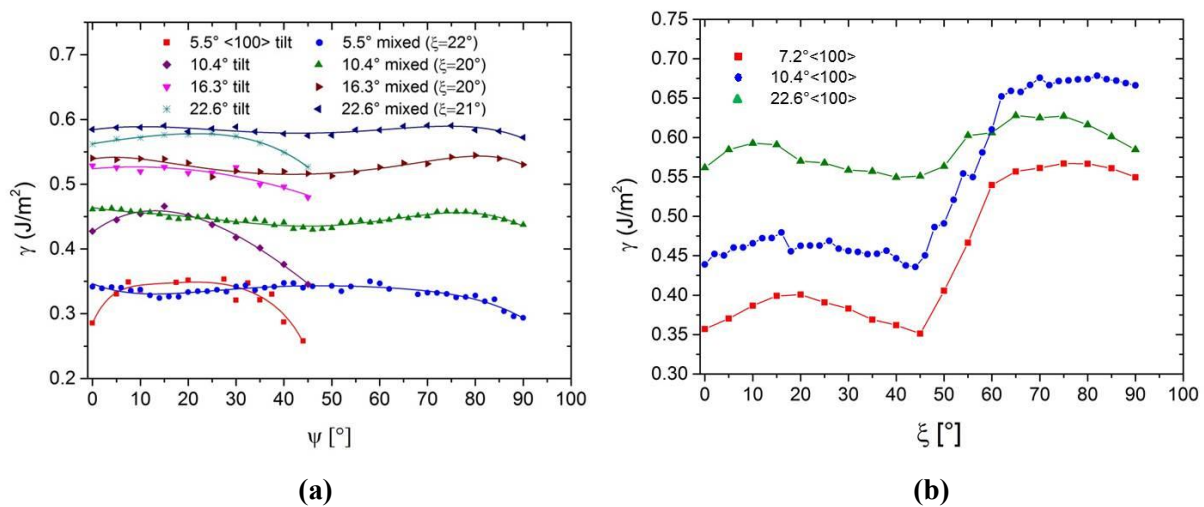 5.5° <100> tilt
10.4° tilt
16.3° tilt
22.6° tilt
5.5° mixed (ξ=22°)
10.4° mixed (ξ=20°)
16.3° mixed (ξ=20°)
22.6° mixed (ξ=21°)
γ (J/m²)
0.7
0.6
0.5
0.4
0.3
0.2
0 10 20 30 40 50 60 70 80 90 100
ψ [°]
(a)
7.2°<100>
10.4°<100>
22.6°<100>
γ (J/m²)
0.75
0.70
0.65
0.60
0.55
0.50
0.45
0.40
0.35
0.30
0 10 20 30 40 50 60 70 80 90 100
ξ [°]
(b)